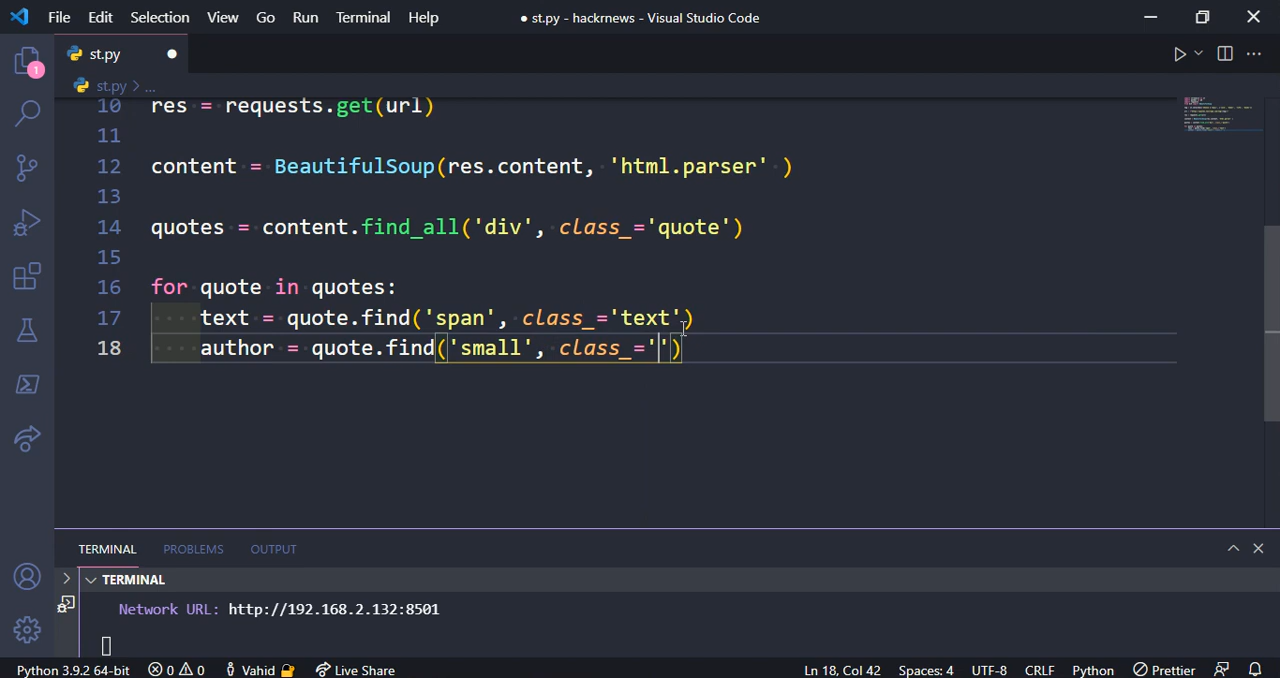 File Edit Selection View Go Run Terminal Help ● st.py - hackrnews - Visual Studio Code
st.py
1
st.py > ...
10 res = requests.get(url)
11
12 content = BeautifulSoup(res.content, 'html.parser' )
13
14 quotes = content.find_all('div', class_='quote')
15
16 for quote in quotes:
17 text = quote.find('span', class_='text')
18 author = quote.find('small', class_='')
TERMINAL PROBLEMS OUTPUT
TERMINAL
Network URL: http://192.168.2.132:8501
Python 3.9.2 64-bit 0 0 Vahid Live Share Ln 18, Col 42 Spaces: 4 UTF-8 CRLF Python Prettier